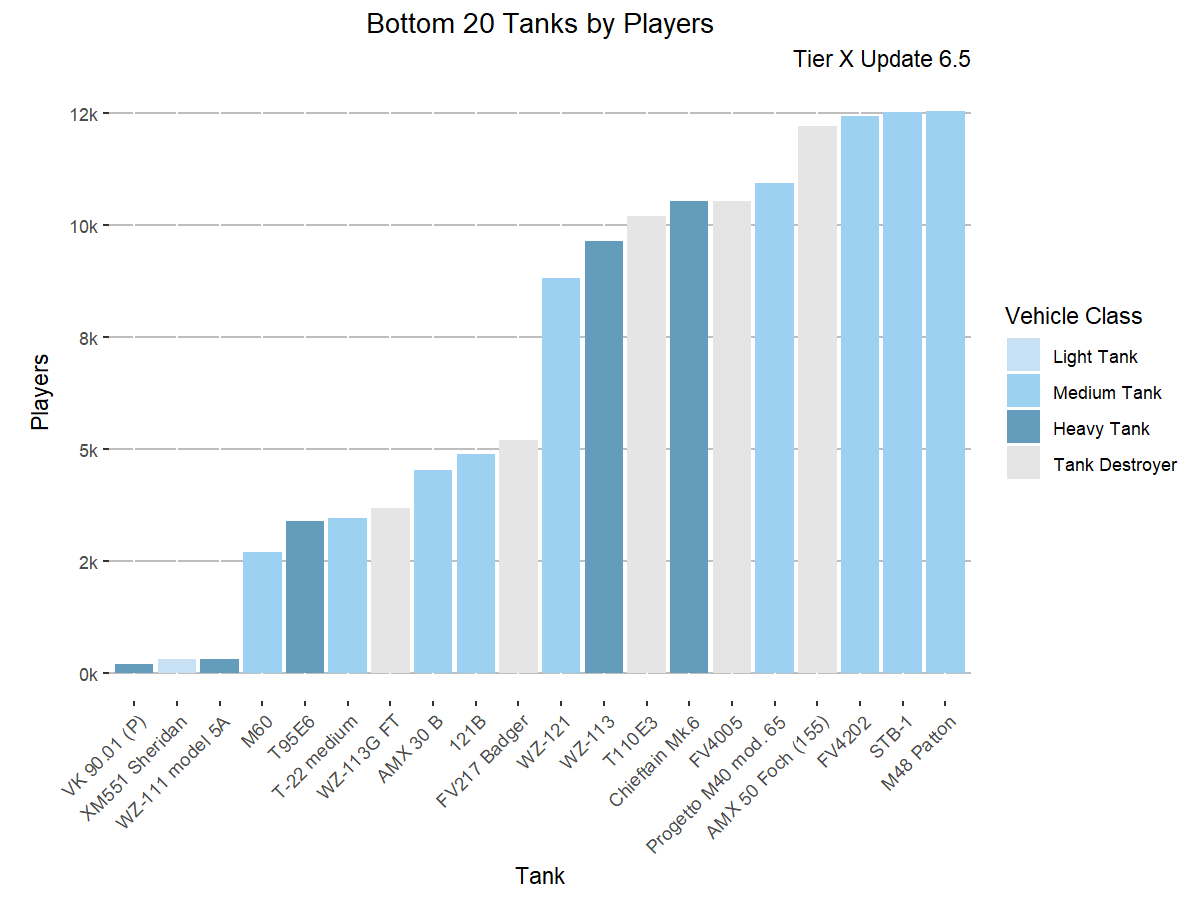 Bottom 20 Tanks by Players
Tier X Update 6.5
Players
12k
10k
8k
5k
2k
0k
VK 90.01 (P)
XM551 Sheridan
WZ-111 model 5A
M60
T95E6
T-22 medium
WZ-113G FT
AMX 30 B
121B
FV217 Badger
WZ-121
WZ-113
T110E3
Chieftain Mk.6
FV4005
Progetto M40 mod. 65
AMX 50 Foch (155)
FV4202
STB-1
M48 Patton
Tank
Vehicle Class
Light Tank
Medium Tank
Heavy Tank
Tank Destroyer